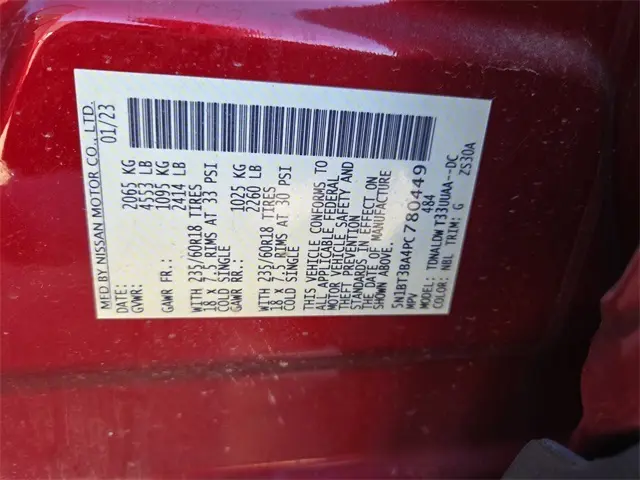 MFD BY NISSAN MOTOR CO., LTD.
DATE: 01/23
GVWR: 2065 KG
4553 LB
GAWR FR: 1095 KG
2414 LB
WITH 235/60R18 TIRES
18 X 7.5 RIMS AT 33 PSI
COLD SINGLE
GAWR RR: 1025 KG
2260 LB
WITH 235/60R18 TIRES
18 X 7.5 RIMS AT 30 PSI
COLD SINGLE
THIS VEHICLE CONFORMS TO
ALL APPLICABLE FEDERAL
MOTOR VEHICLE SAFETY AND
THEFT PREVENTION
STANDARDS IN EFFECT ON
THE DATE OF MANUFACTURE
SHOWN ABOVE.
5N1BT3BA4PC780449
MPV 484
MODEL: TDNALDWT33UUAA--DC
COLOR: NBL TRIM: G ZS30A